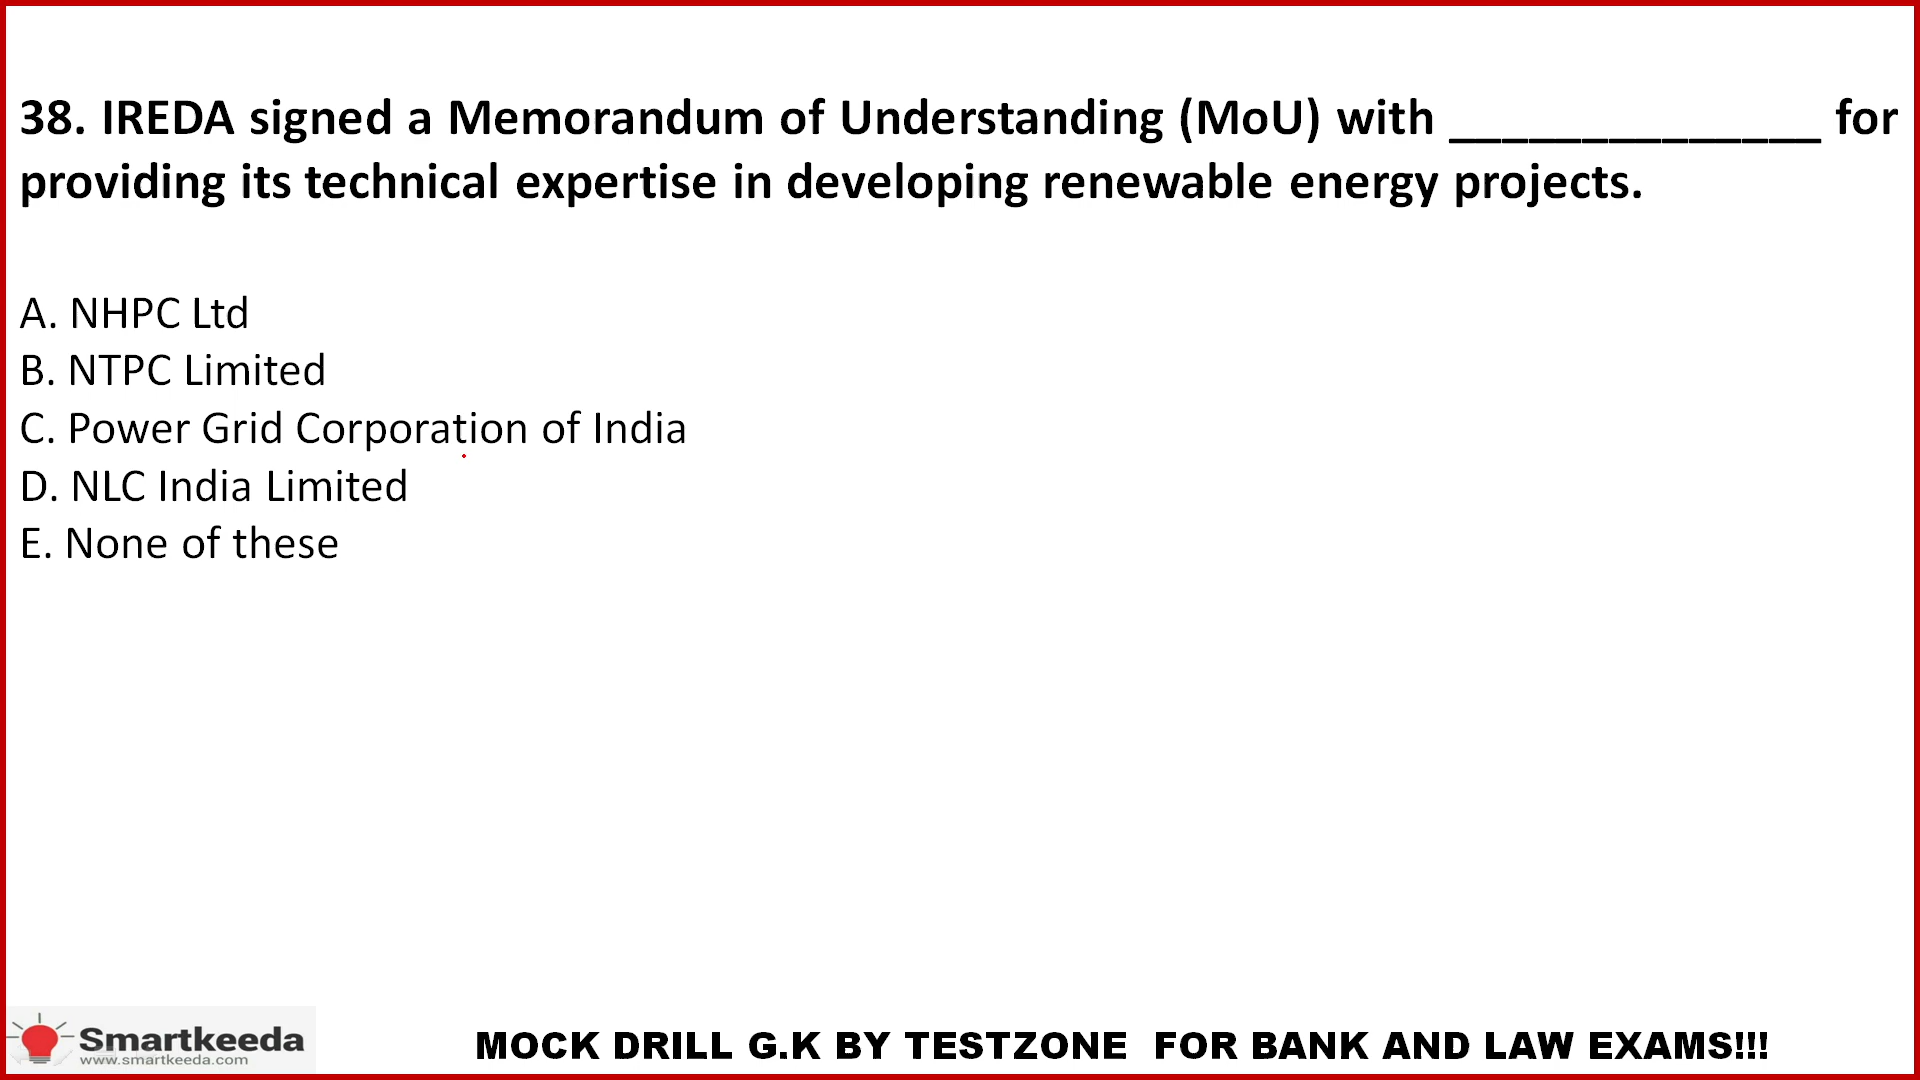 38. IREDA signed a Memorandum of Understanding (MoU) with ______________ for
providing its technical expertise in developing renewable energy projects.
A. NHPC Ltd
B. NTPC Limited
C. Power Grid Corporation of India
D. NLC India Limited
E. None of these
Smartkeeda
www.smartkeeda.com
MOCK DRILL G.K BY TESTZONE  FOR BANK AND LAW EXAMS!!!